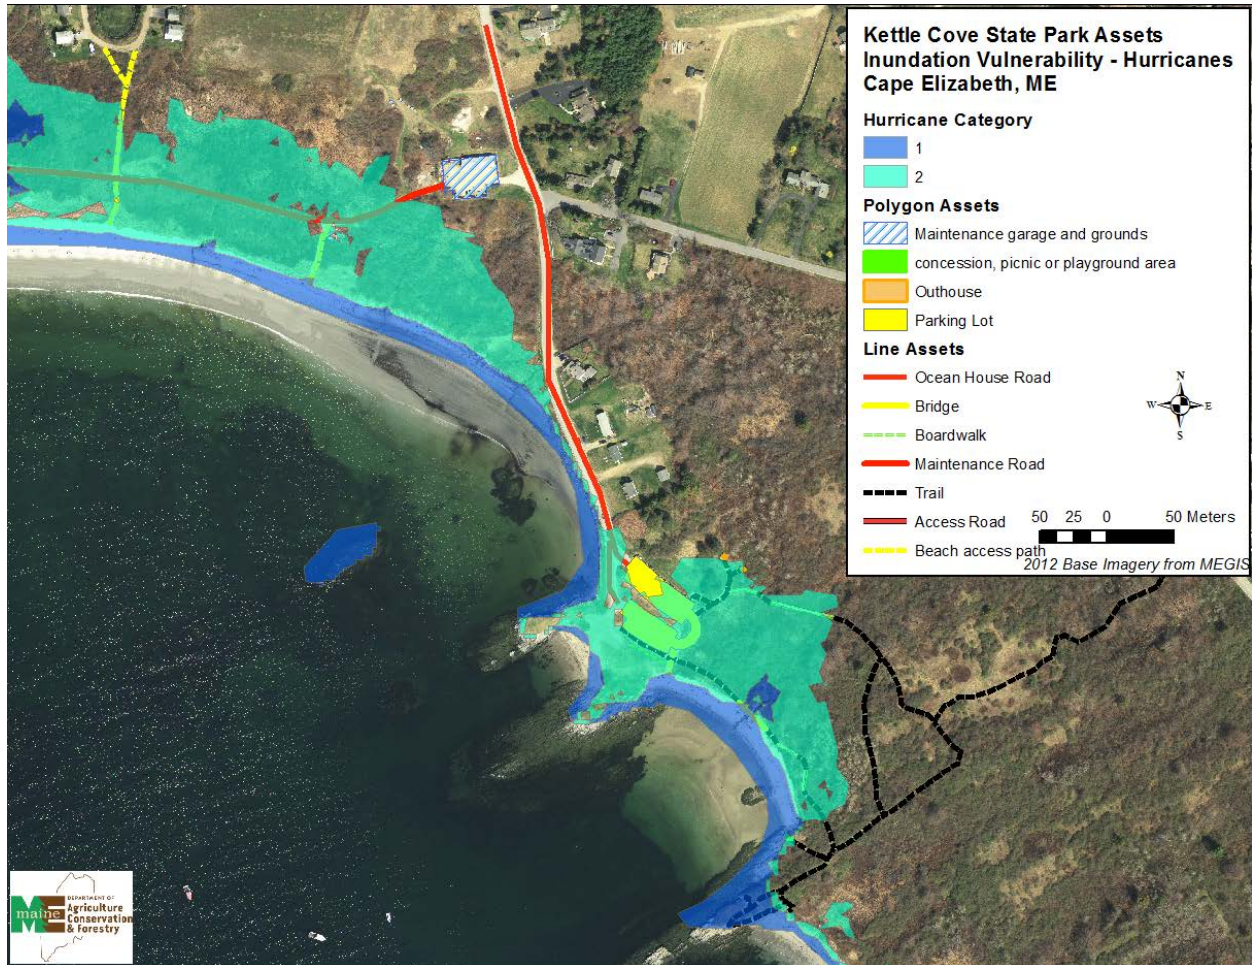 Kettle Cove State Park Assets
Inundation Vulnerability - Hurricanes
Cape Elizabeth, ME
Hurricane Category
1
2
Polygon Assets
Maintenance garage and grounds
concession, picnic or playground area
Outhouse
Parking Lot
Line Assets
Ocean House Road
Bridge
Boardwalk
Maintenance Road
Trail
Access Road
Beach access path
N
W E
S
50 25 0 50 Meters
2012 Base Imagery from MEGIS
maine
DEPARTMENT OF
Agriculture
Conservation
& Forestry